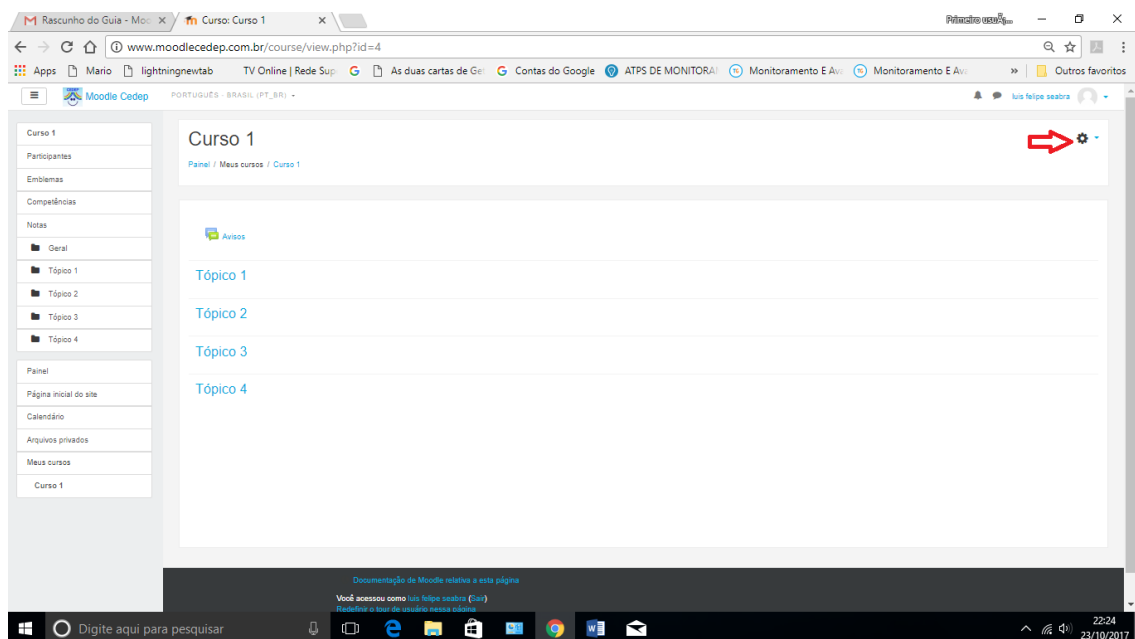 Rascunho do Guia - Moo
Curso: Curso 1
www.moodlecedep.com.br/course/view.php?id=4
Apps
Mario
lightningnewtab
TV Online | Rede Sup
As duas cartas de Ge
Contas do Google
ATPS DE MONITORA
Monitoramento E Ava
Monitoramento E Ava
»
Outros favoritos
Moodle Cedep
PORTUGUÊS - BRASIL (PT_BR)
luis felipe seabra
Curso 1
Participantes
Emblemas
Competências
Notas
Geral
Tópico 1
Tópico 2
Tópico 3
Tópico 4
Painel
Página inicial do site
Calendário
Arquivos privados
Meus cursos
Curso 1
Curso 1
Painel / Meus cursos / Curso 1
Avisos
Tópico 1
Tópico 2
Tópico 3
Tópico 4
Documentação de Moodle relativa a esta página
Você acessou como luis felipe seabra (Sair)
Redefinir o tour de usuário nessa página
Digite aqui para pesquisar
22:24
23/10/2017